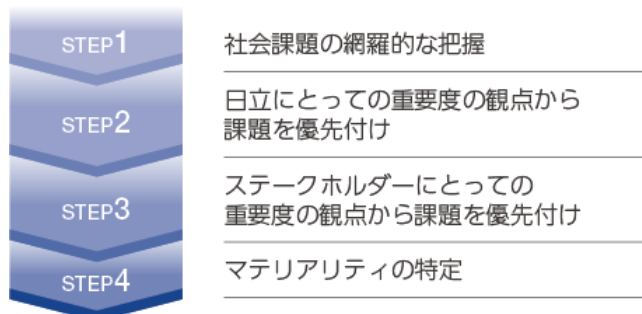 STEP1
社会課題の網羅的な把握
STEP2
日立にとっての重要度の観点から
課題を優先付け
STEP3
ステークホルダーにとっての
重要度の観点から課題を優先付け
STEP4
マテリアリティの特定